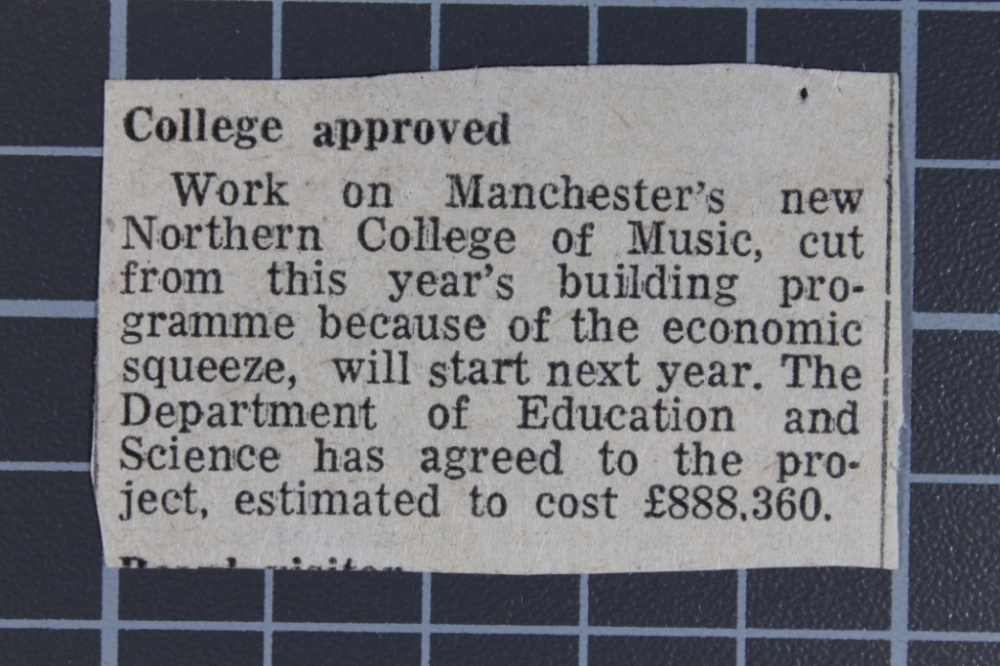 College approved
Work on Manchester's new
Northern College of Music, cut
from this year's building pro-
gramme because of the economic
squeeze, will start next year. The
Department of Education and
Science has agreed to the pro-
ject, estimated to cost £888,360.
visitor